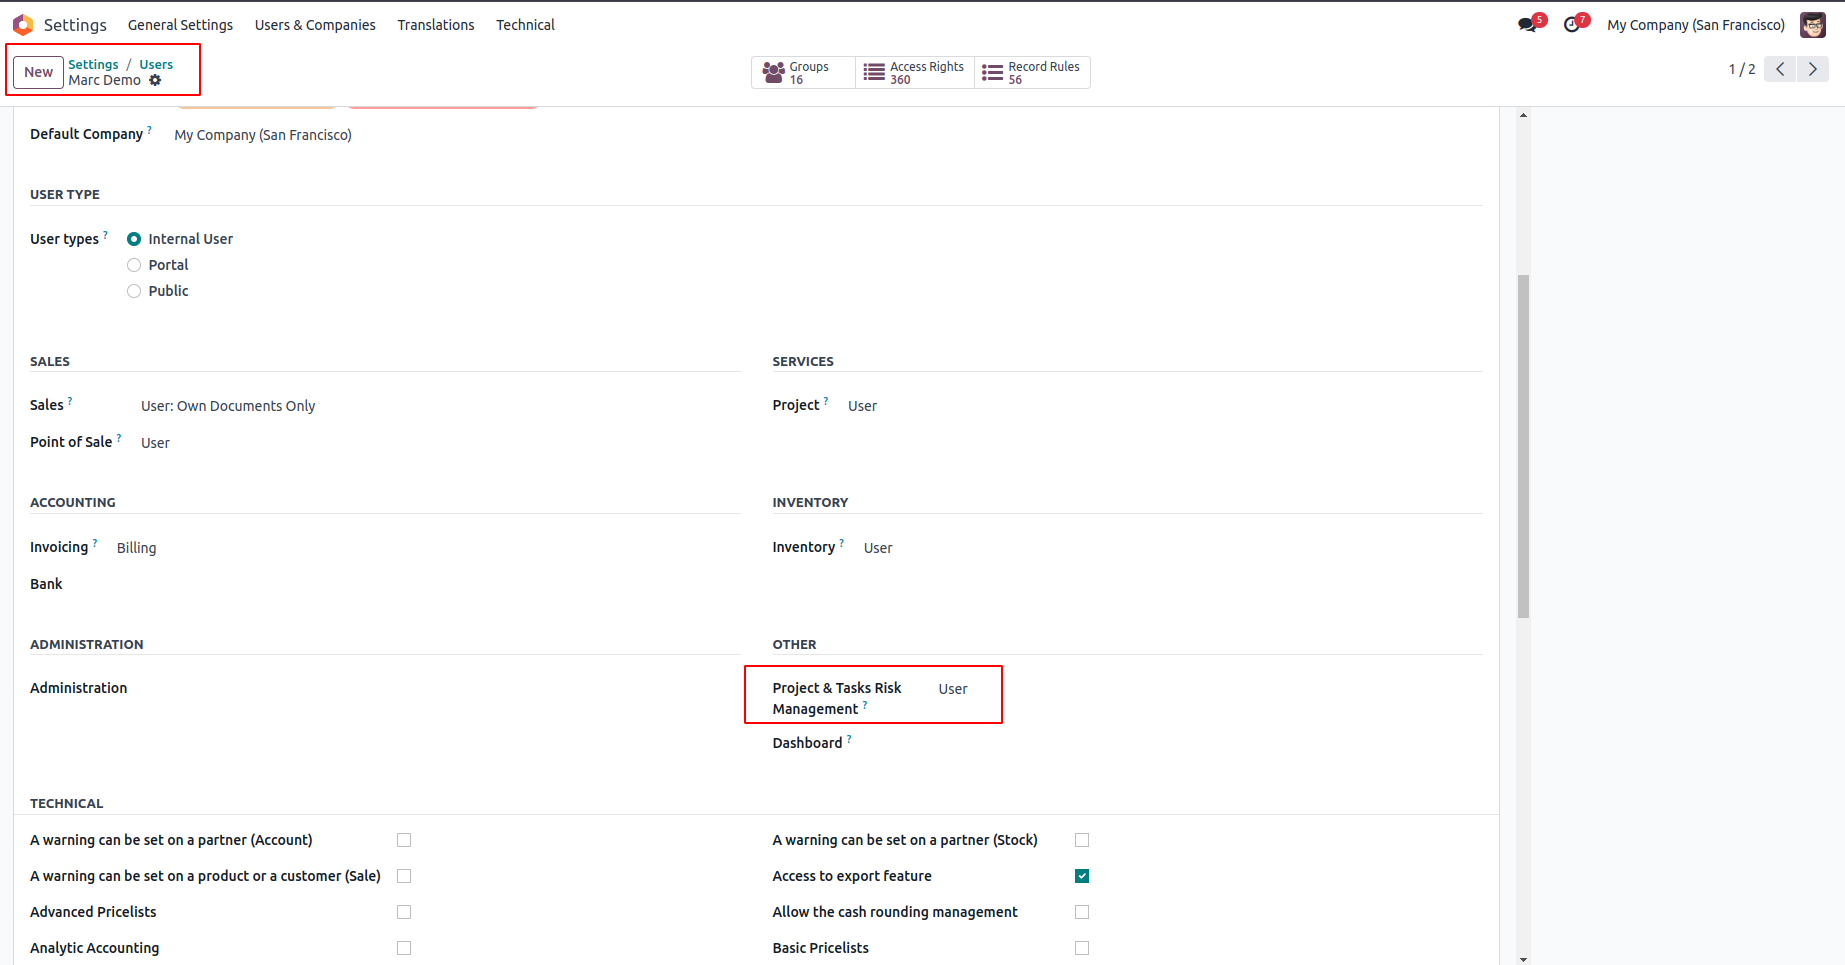 Settings General Settings Users & Companies Translations Technical 5 7 My Company (San Francisco)
New Settings / Users
Marc Demo
Groups
16
Access Rights
360
Record Rules
56
1 / 2
Default Company ? My Company (San Francisco)
USER TYPE
User types ? Internal User
Portal
Public
SALES
Sales ? User: Own Documents Only
Point of Sale ? User
SERVICES
Project ? User
ACCOUNTING
Invoicing ? Billing
Bank
INVENTORY
Inventory ? User
ADMINISTRATION
Administration
OTHER
Project & Tasks Risk User
Management ?
Dashboard ?
TECHNICAL
A warning can be set on a partner (Account)
A warning can be set on a partner (Stock)
A warning can be set on a product or a customer (Sale)
Access to export feature
Advanced Pricelists
Allow the cash rounding management
Analytic Accounting
Basic Pricelists